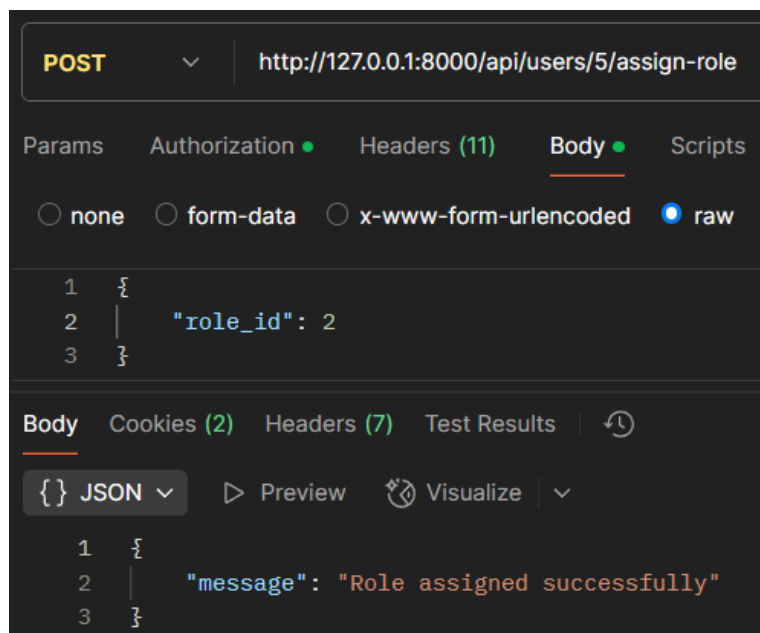 POST http://127.0.0.1:8000/api/users/5/assign-role
Params Authorization Headers (11) Body Scripts
none form-data x-www-form-urlencoded raw
1 {
2 "role_id": 2
3 }
Body Cookies (2) Headers (7) Test Results
{} JSON Preview Visualize
1 {
2 "message": "Role assigned successfully"
3 }